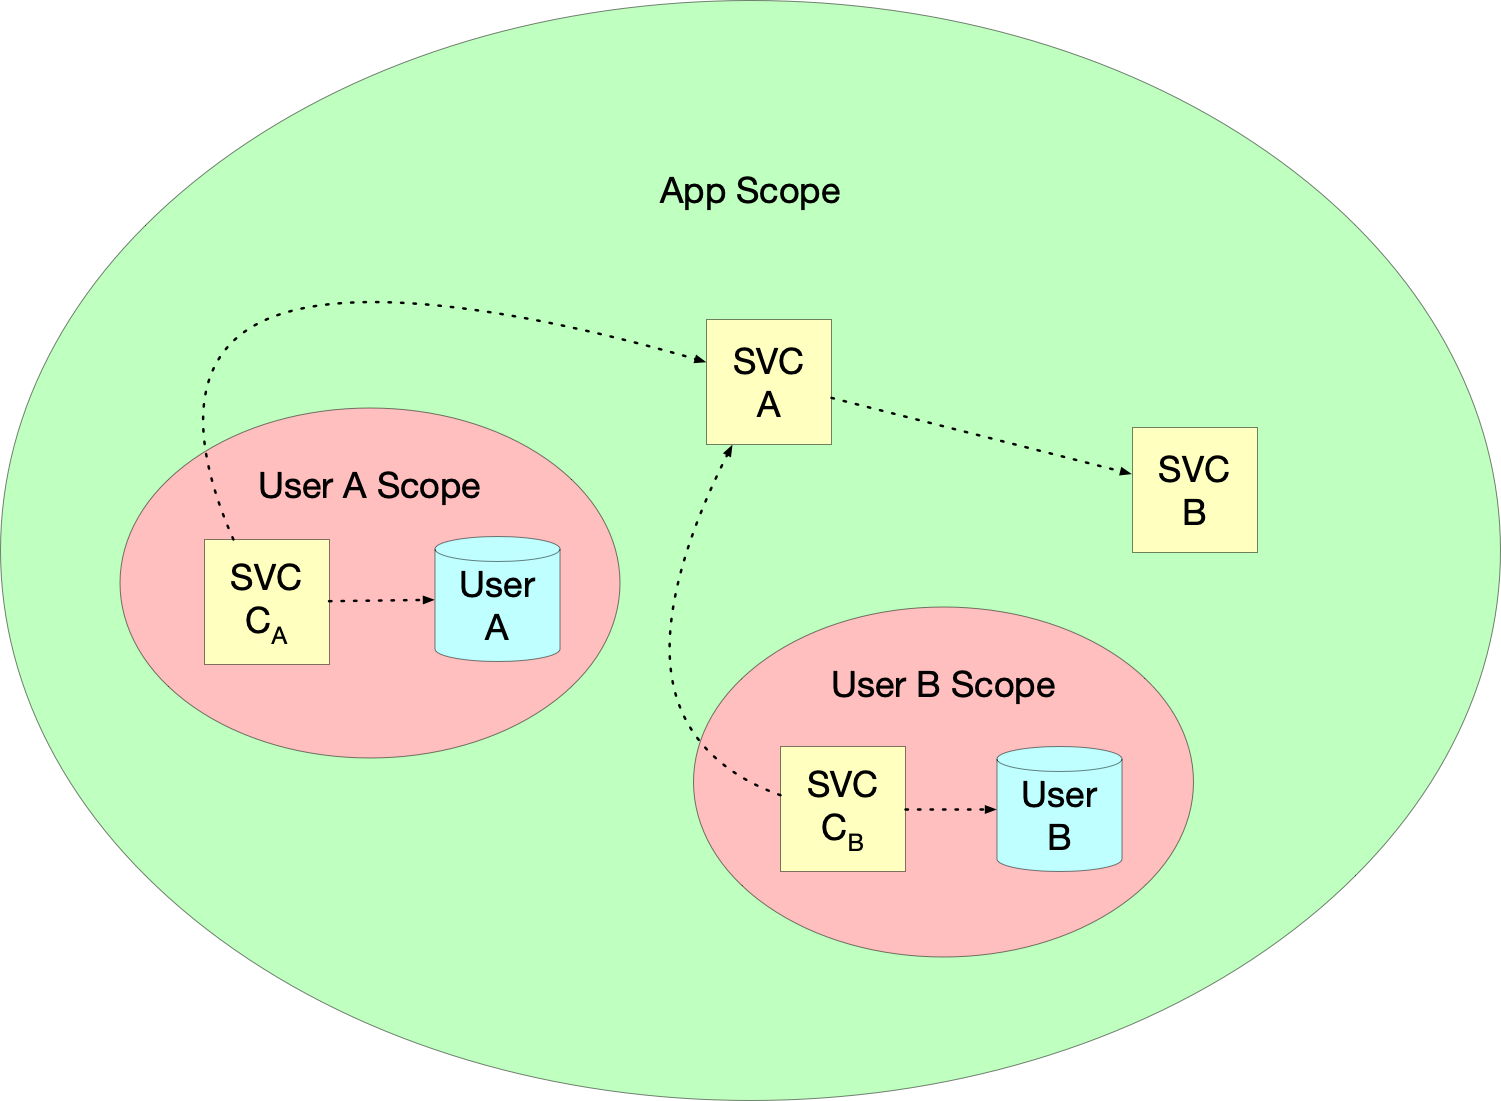 App Scope
SVC
A
SVC
B
User A Scope
SVC
C_A
User
A
User B Scope
SVC
C_B
User
B